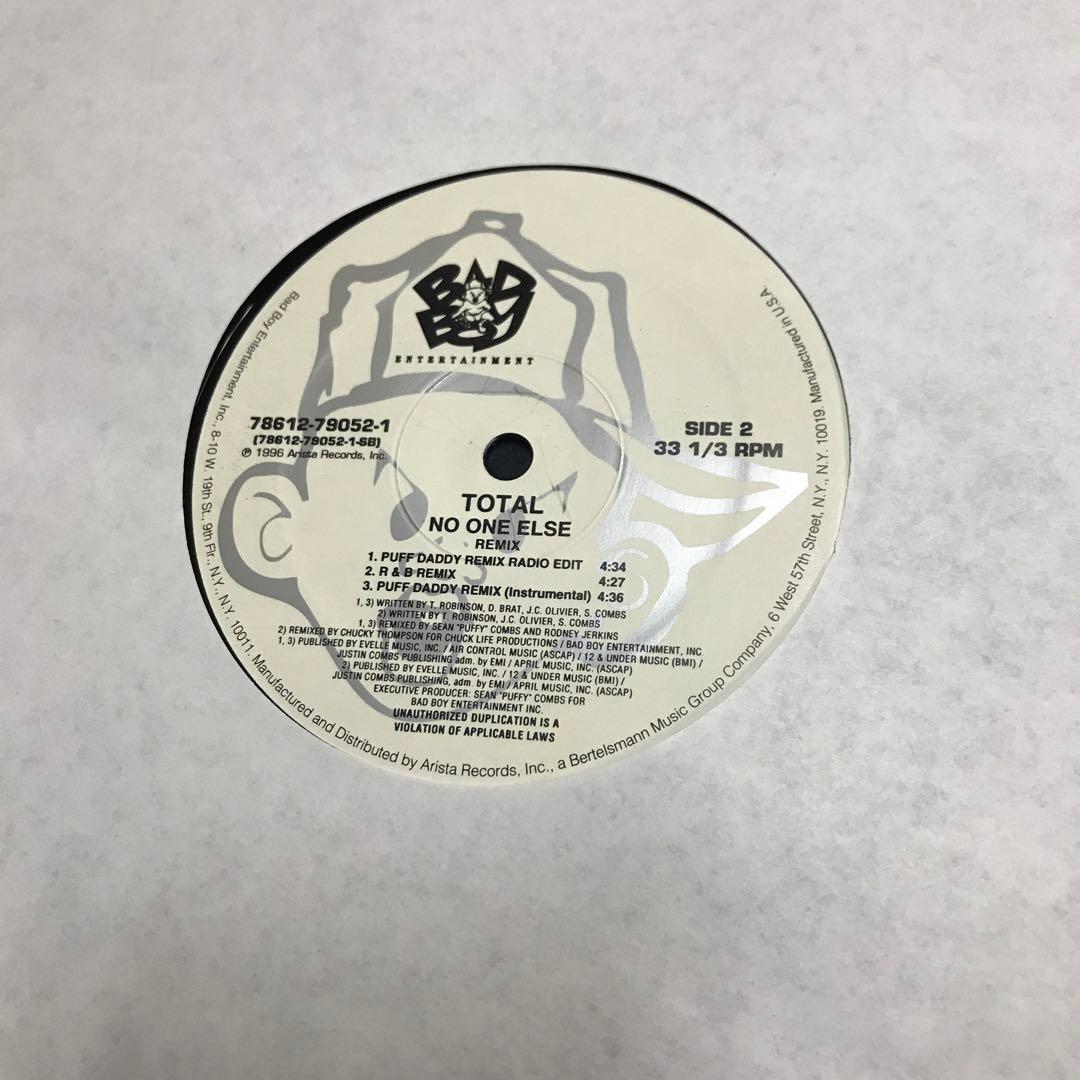 BAD
BOY
ENTERTAINMENT
78612-79052-1
(78612-79052-1-SB)
℗ 1996 Arista Records, Inc.
SIDE 2
33 1/3 RPM
TOTAL
NO ONE ELSE
REMIX
1. PUFF DADDY REMIX RADIO EDIT 4:34
2. R & B REMIX 4:27
3. PUFF DADDY REMIX (Instrumental) 4:36
1, 3) WRITTEN BY T. ROBINSON, D. BRAT, J.C. OLIVIER, S. COMBS
2) WRITTEN BY T. ROBINSON, J.C. OLIVIER, S. COMBS
1, 3) REMIXED BY SEAN "PUFFY" COMBS AND RODNEY JERKINS
2) REMIXED BY CHUCKY THOMPSON FOR CHUCK LIFE PRODUCTIONS / BAD BOY ENTERTAINMENT, INC.
1, 3) PUBLISHED BY EVELLE MUSIC, INC. / AIR CONTROL MUSIC (ASCAP) / 12 & UNDER MUSIC (BMI) /
JUSTIN COMBS PUBLISHING adm. by EMI / APRIL MUSIC, INC. (ASCAP)
2) PUBLISHED BY EVELLE MUSIC, INC. / 12 & UNDER MUSIC (BMI) /
JUSTIN COMBS PUBLISHING, adm. by EMI / APRIL MUSIC, INC. (ASCAP)
EXECUTIVE PRODUCER: SEAN "PUFFY" COMBS FOR
BAD BOY ENTERTAINMENT INC.
UNAUTHORIZED DUPLICATION IS A
VIOLATION OF APPLICABLE LAWS
Bad Boy Entertainment, Inc., 8-10 W. 19th St., 9th Flr., N.Y., N.Y. 10011. Manufactured and Distributed by Arista Records, Inc., a Bertelsmann Music Group Company, 6 West 57th Street, N.Y., N.Y. 10019. Manufactured in U.S.A.